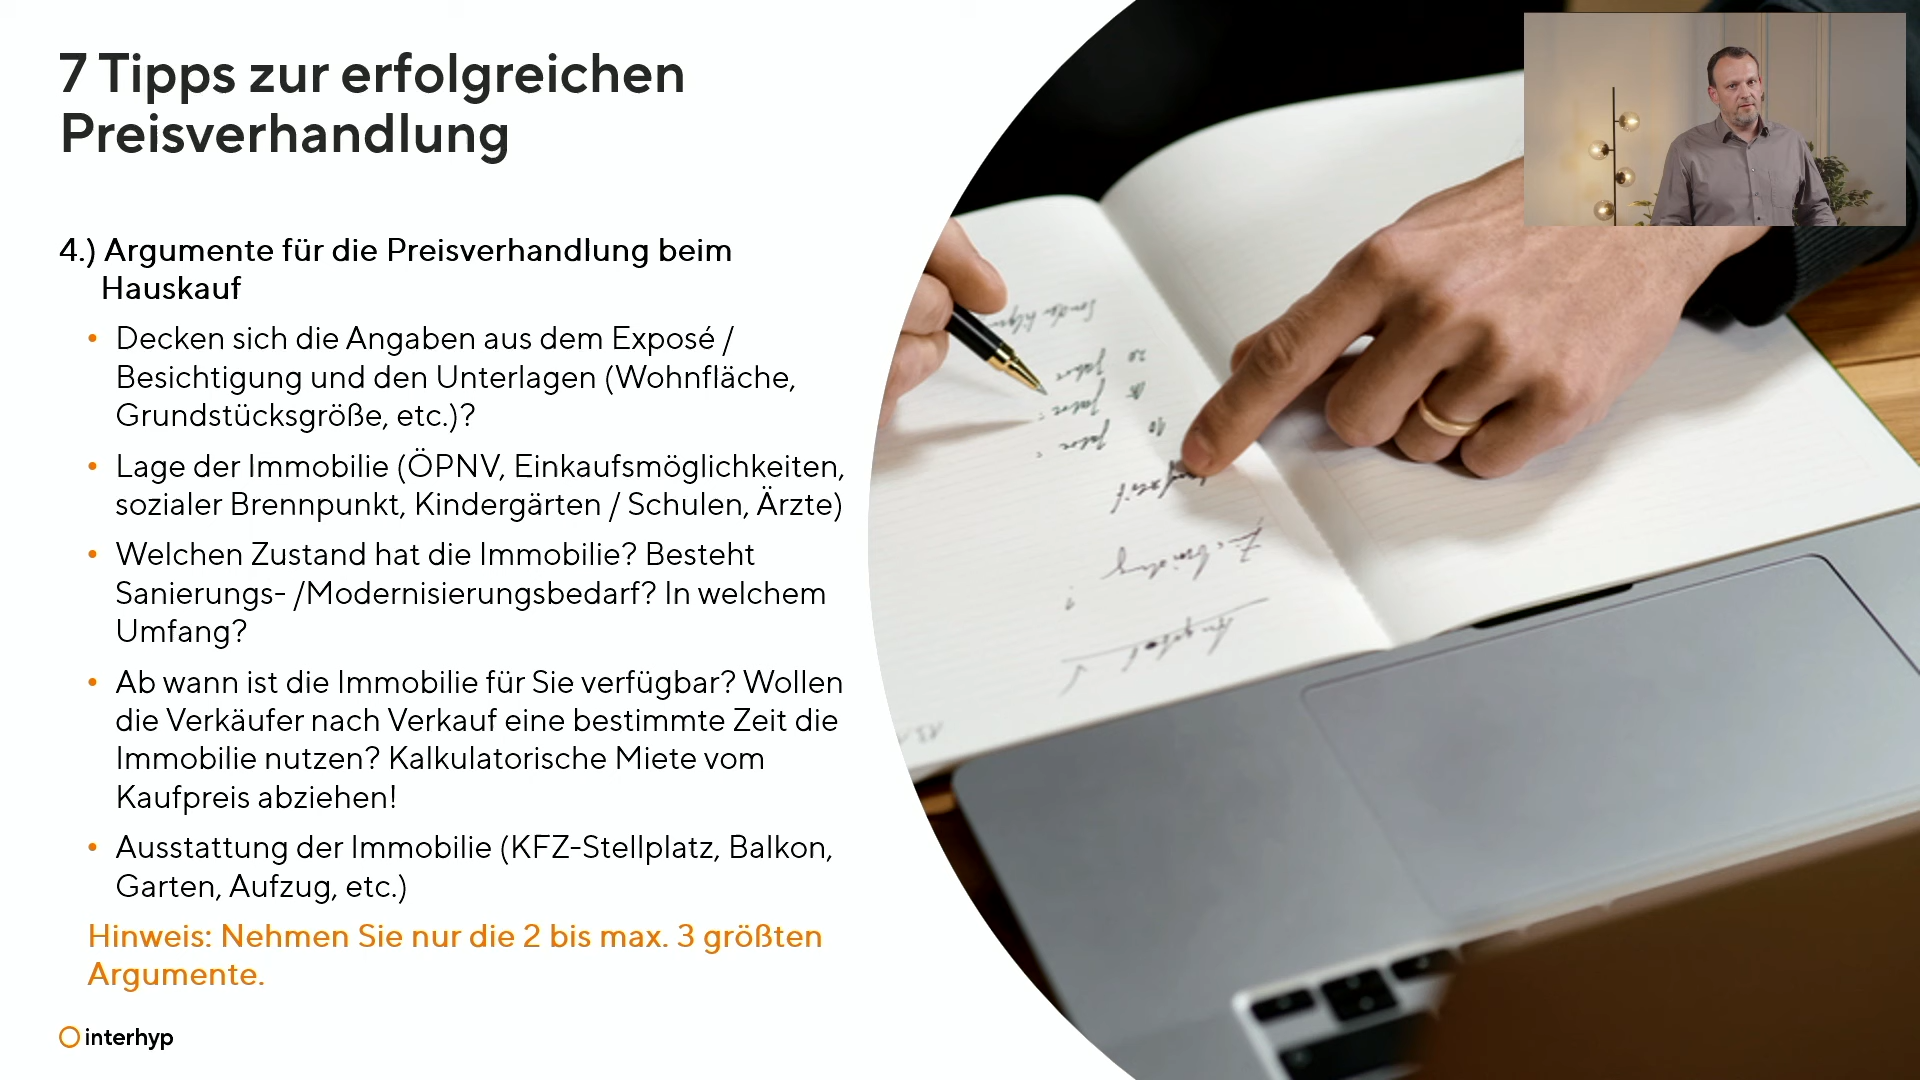 7 Tipps zur erfolgreichen
Preisverhandlung
4.) Argumente für die Preisverhandlung beim
Hauskauf
• Decken sich die Angaben aus dem Exposé /
Besichtigung und den Unterlagen (Wohnfläche,
Grundstücksgröße, etc.)?
• Lage der Immobilie (ÖPNV, Einkaufsmöglichkeiten,
sozialer Brennpunkt, Kindergärten / Schulen, Ärzte)
• Welchen Zustand hat die Immobilie? Besteht
Sanierungs- /Modernisierungsbedarf? In welchem
Umfang?
• Ab wann ist die Immobilie für Sie verfügbar? Wollen
die Verkäufer nach Verkauf eine bestimmte Zeit die
Immobilie nutzen? Kalkulatorische Miete vom
Kaufpreis abziehen!
• Ausstattung der Immobilie (KFZ-Stellplatz, Balkon,
Garten, Aufzug, etc.)
Hinweis: Nehmen Sie nur die 2 bis max. 3 größten
Argumente.
interhyp